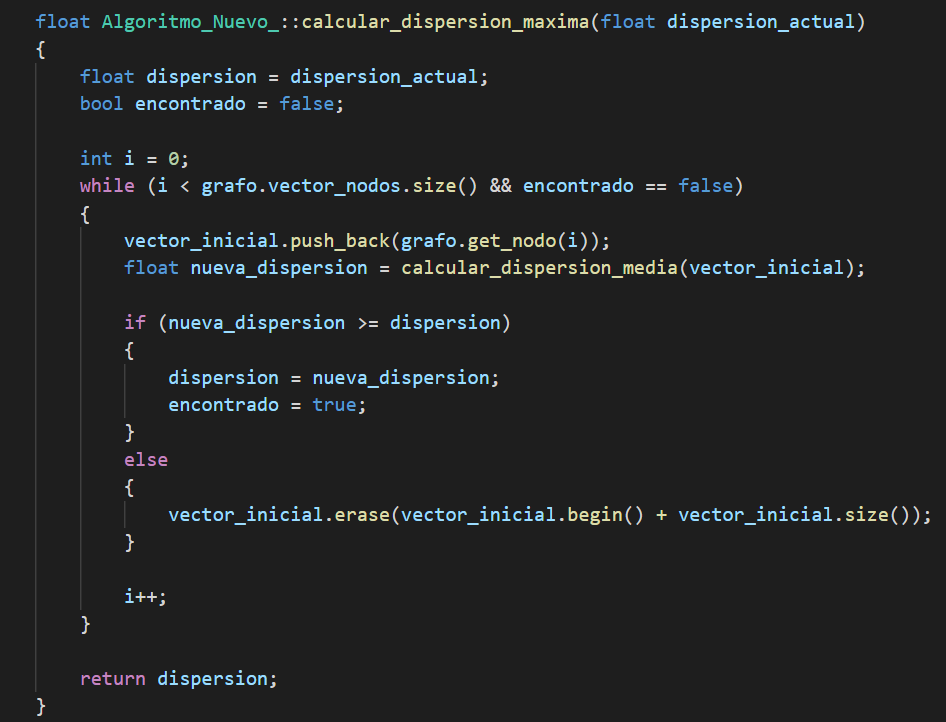 float Algoritmo_Nuevo_::calcular_dispersion_maxima(float dispersion_actual)
{
    float dispersion = dispersion_actual;
    bool encontrado = false;

    int i = 0;
    while (i < grafo.vector_nodos.size() && encontrado == false)
    {
        vector_inicial.push_back(grafo.get_nodo(i));
        float nueva_dispersion = calcular_dispersion_media(vector_inicial);

        if (nueva_dispersion >= dispersion)
        {
            dispersion = nueva_dispersion;
            encontrado = true;
        }
        else
        {
            vector_inicial.erase(vector_inicial.begin() + vector_inicial.size());
        }

        i++;
    }

    return dispersion;
}